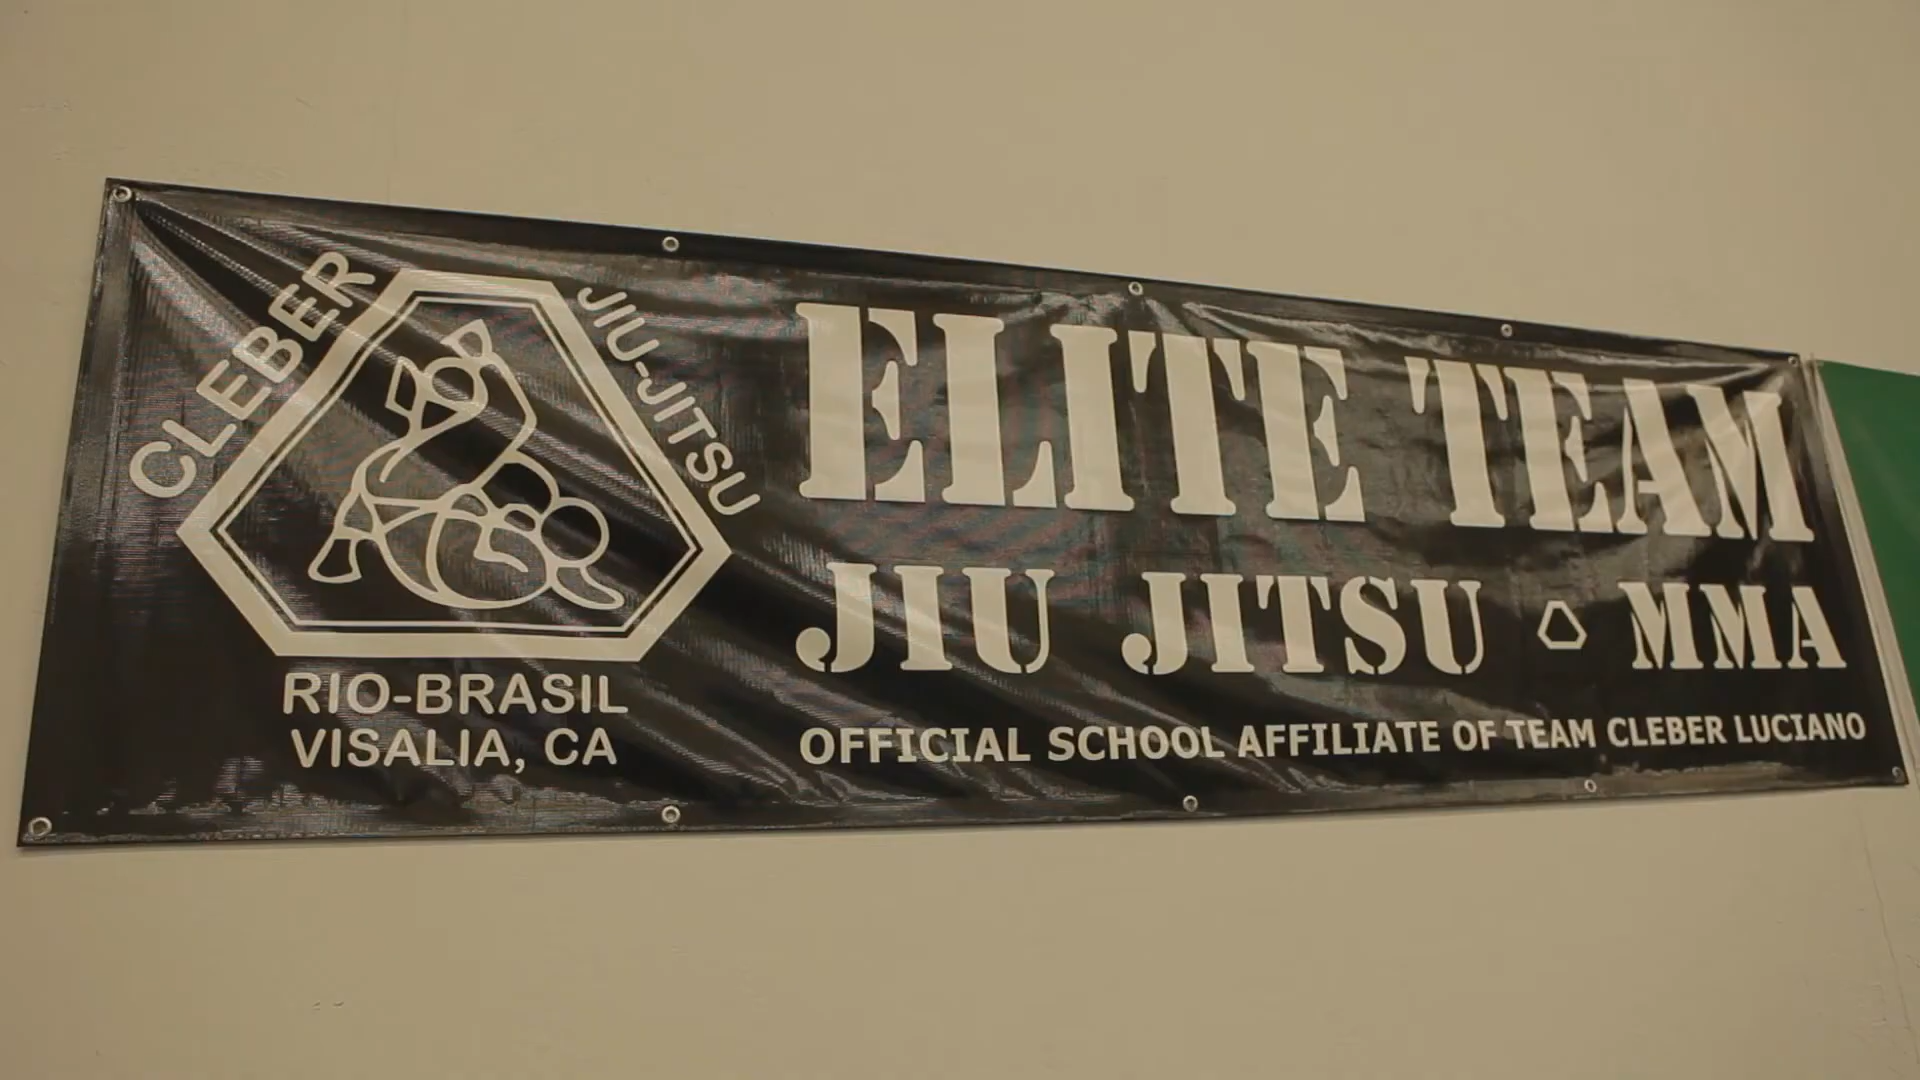 CLEBER
JIU-JITSU
RIO-BRASIL
VISALIA, CA
ELITE TEAM
JIU JITSU MMA
OFFICIAL SCHOOL AFFILIATE OF TEAM CLEBER LUCIANO